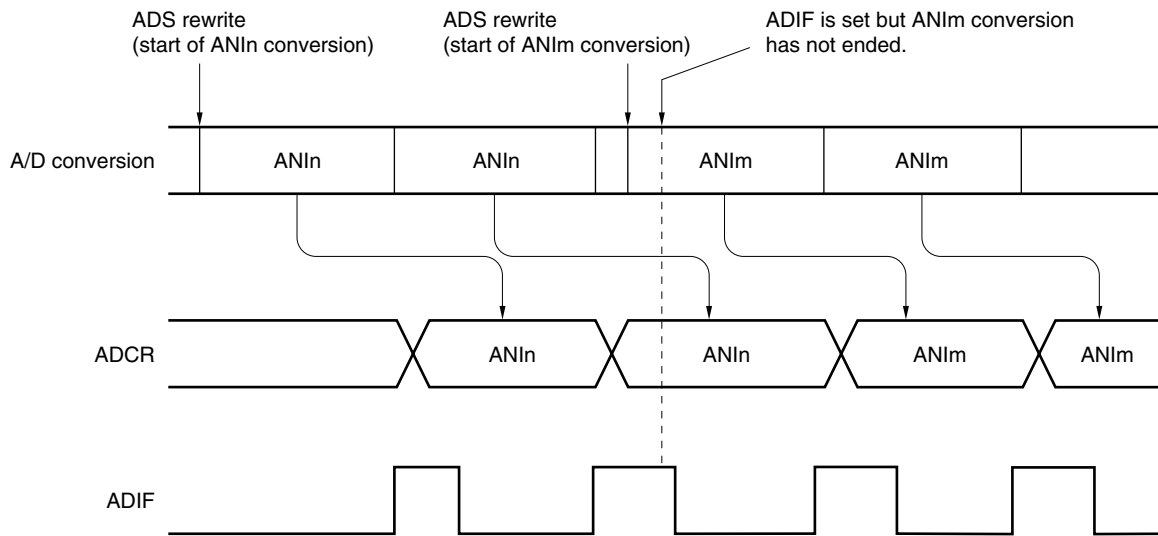 ADS rewrite
(start of ANIn conversion)
ADS rewrite
(start of ANIm conversion)
ADIF is set but ANIm conversion
has not ended.
A/D conversion
ANIn
ANIn
ANIm
ANIm
ADCR
ANIn
ANIn
ANIm
ANIm
ADIF